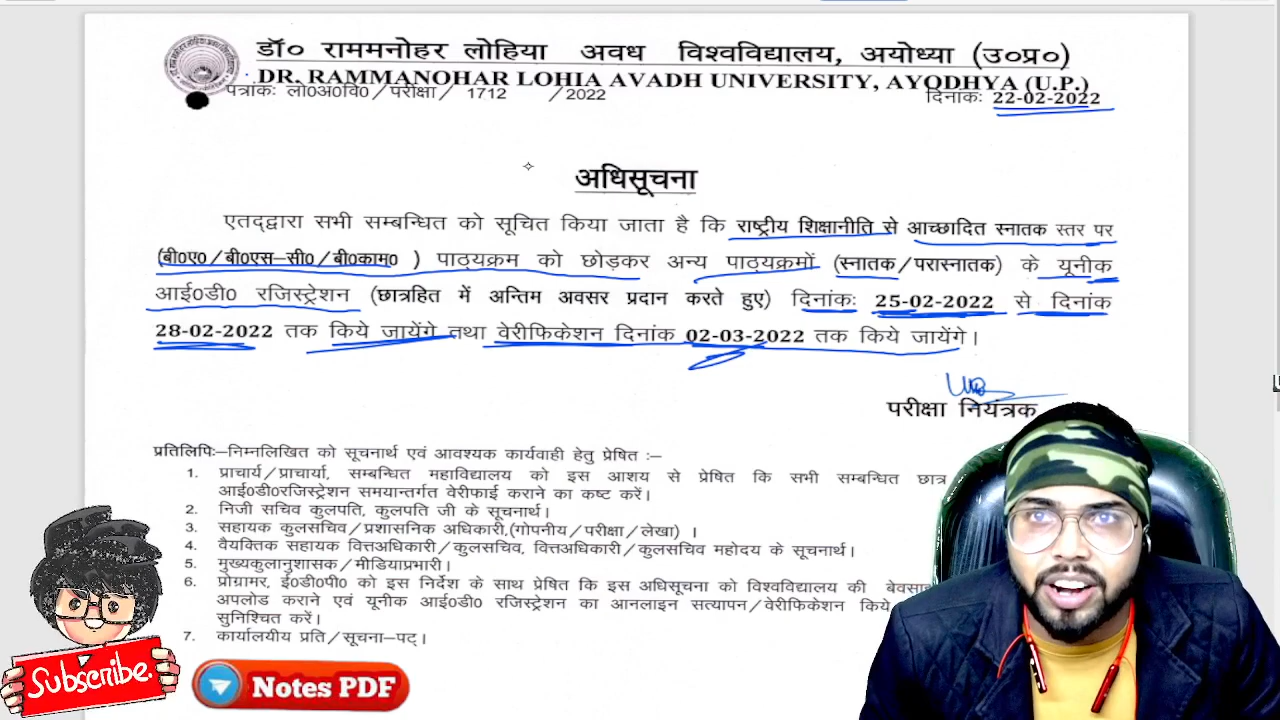 डॉ० राममनोहर लोहिया अवध विश्वविद्यालय, अयोध्या (उ०प्र०)
DR. RAMMANOHAR LOHIA AVADH UNIVERSITY, AYODHYA (U.P.)
पत्रांकः लो0अ0वि0/परीक्षा/ 1712 /2022 दिनांकः 22-02-2022
अधिसूचना
एतद्द्वारा सभी सम्बन्धित को सूचित किया जाता है कि राष्ट्रीय शिक्षानीति से आच्छादित स्नातक स्तर पर
(बी0ए0/बी0एस–सी0/बी0काम0 ) पाठ्यक्रम को छोड़कर अन्य पाठ्यक्रमों (स्नातक/परास्नातक) के यूनीक
आई0डी0 रजिस्ट्रेशन (छात्रहित में अन्तिम अवसर प्रदान करते हुए) दिनांकः 25-02-2022 से दिनांक
28-02-2022 तक किये जायेंगे तथा वेरीफिकेशन दिनांक 02-03-2022 तक किये जायेंगे।
परीक्षा नियंत्रक
प्रतिलिपिः–निम्नलिखित को सूचनार्थ एवं आवश्यक कार्यवाही हेतु प्रेषित :–
1. प्राचार्य/प्राचार्या, सम्बन्धित महाविद्यालय को इस आशय से प्रेषित कि सभी सम्बन्धित छात्र
आई0डी0रजिस्ट्रेशन समयान्तर्गत वेरीफाई कराने का कष्ट करें।
2. निजी सचिव कुलपति, कुलपति जी के सूचनार्थ।
3. सहायक कुलसचिव/प्रशासनिक अधिकारी,(गोपनीय/परीक्षा/लेखा) ।
4. वैयक्तिक सहायक वित्तअधिकारी/कुलसचिव, वित्तअधिकारी/कुलसचिव महोदय के सूचनार्थ।
5. मुख्यकुलानुशासक/मीडियाप्रभारी।
6. प्रोग्रामर, ई0डी0पी0 को इस निर्देश के साथ प्रेषित कि इस अधिसूचना को विश्वविद्यालय की
अपलोड कराने एवं यूनीक आई0डी0 रजिस्ट्रेशन का आनलाइन सत्यापन/वेरीफिकेशन किये
सुनिश्चित करें।
7. कार्यालयीय प्रति/सूचना–पट्।
Subscribe.
Notes PDF